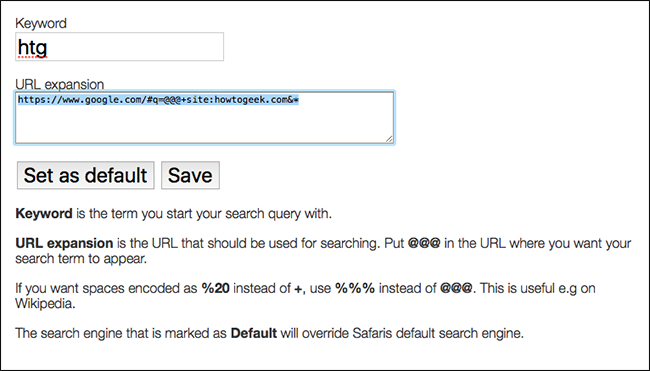 Keyword
htg
URL expansion
https://www.google.com/#q=@@@+site:howtogeek.com&*
Set as default Save
Keyword is the term you start your search query with.
URL expansion is the URL that should be used for searching. Put @@@ in the URL where you want your
search term to appear.
If you want spaces encoded as %20 instead of +, use %%% instead of @@@. This is useful e.g on
Wikipedia.
The search engine that is marked as Default will override Safaris default search engine.